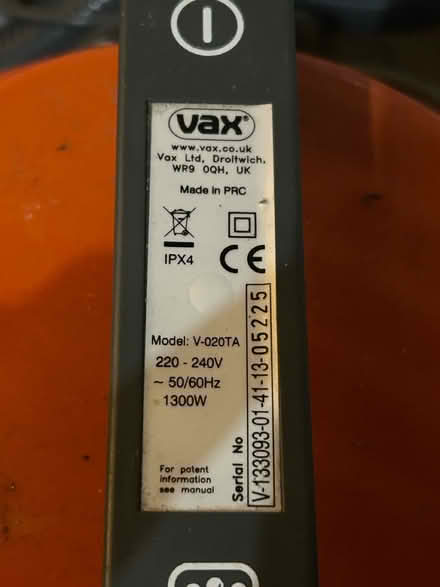 vax®
www.vax.co.uk
Vax Ltd, Droitwich,
WR9 0QH, UK
Made in PRC
IPX4
CE
Model: V-020TA
220 - 240V
~ 50/60Hz
1300W
For patent
information
see manual
Serial No
V-133093-01-41-13-05225